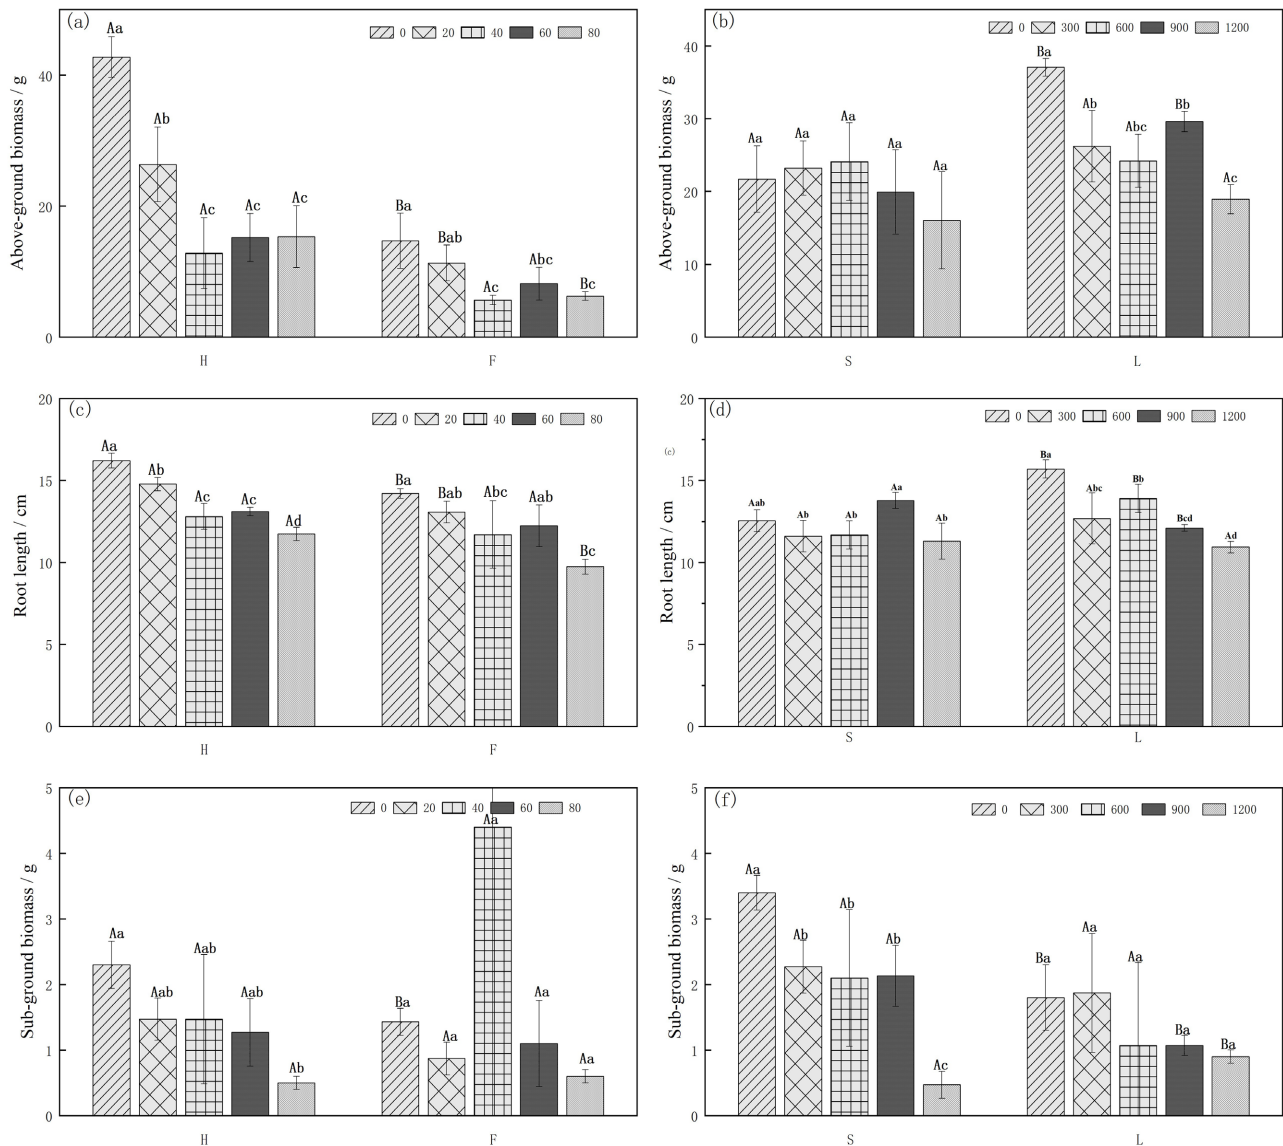 (a)
0 20 40 60 80
Above-ground biomass / g
40
20
0
Aa Ab Ac Ac Ac
Ba Bab Ac Abc Bc
H F
(b)
0 300 600 900 1200
Above-ground biomass / g
40
30
20
10
0
Aa Aa Aa Aa Aa
Ba Ab Abc Bb Ac
S L
(c)
0 20 40 60 80
Root length / cm
20
15
10
5
0
Aa Ab Ac Ac Ad
Ba Bab Abc Aab Bc
H F
(d)
0 300 600 900 1200
(c)
Root length / cm
20
15
10
5
0
Aab Ab Ab Aa Ab
Ba Abc Bb Bcd Ad
S L
(e)
0 20 40 60 80
Sub-ground biomass / g
5
4
3
2
1
0
Aa Aab Aab Aab Ab
Ba Aa Aa Aa Aa
H F
(f)
0 300 600 900 1200
Sub-ground biomass / g
5
4
3
2
1
0
Aa Ab Ab Ab Ac
Ba Aa Aa Ba Ba
S L